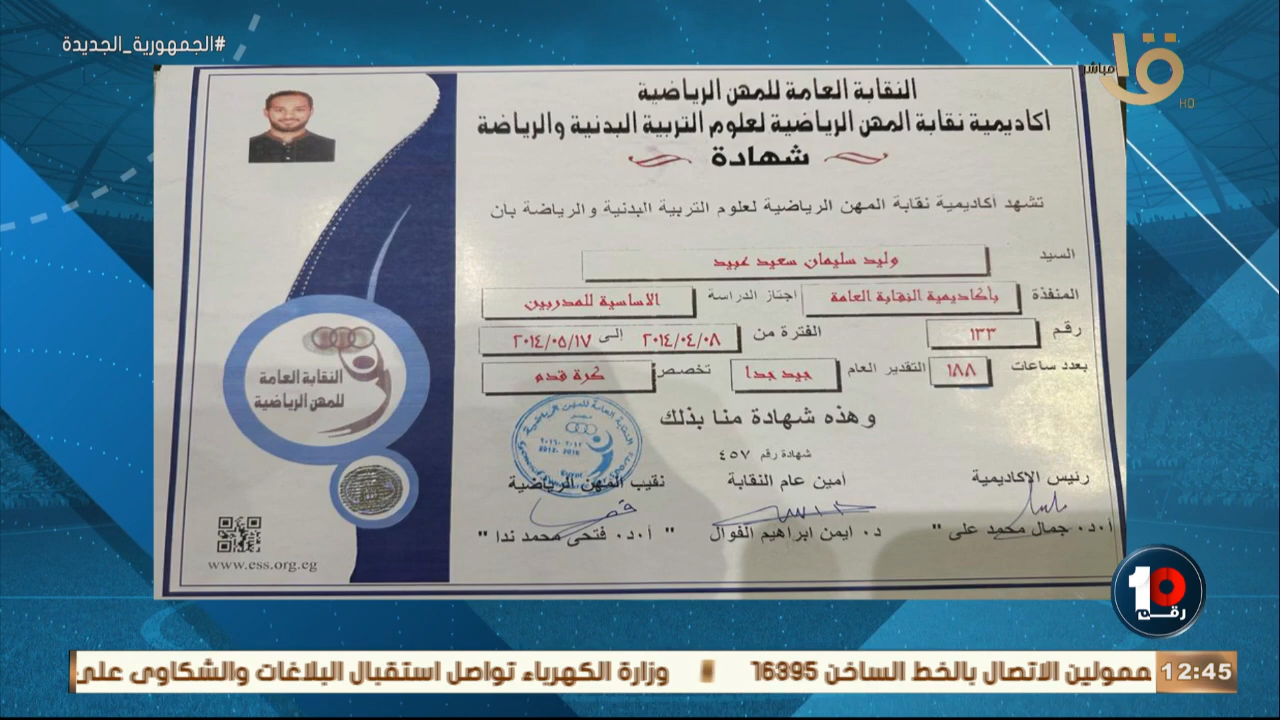 #الجمهورية_الجديدة
مباشر
HD
النقابة العامة للمهن الرياضية
اكاديمية نقابة المهن الرياضية لعلوم التربية البدنية والرياضة
شهادة
تشهد أكاديمية نقابة المهن الرياضية لعلوم التربية البدنية والرياضة بان
السيد وليد سليمان سعيد عبيد
المنفذة بأكاديمية النقابة العامة اجتاز الدراسة الاساسية للمدربين
رقم ١٣٣ الفترة من ٢٠١٤/٠٤/٠٨ إلى ٢٠١٤/٠٥/١٧
بعدد ساعات ١٨٨ التقدير العام جيد جدا تخصص كرة قدم
و هذه شهادة منا بذلك
شهادة رقم ٤٥٧
رئيس الاكاديمية أمين عام النقابة نقيب المهن الرياضية
أ.د. جمال محمد على " د. ايمن ابراهيم الفوال " أ.د. فتحى محمد ندا "
النقابة العامة
للمهن الرياضية
www.ess.org.eg
رقم 10
12:45
ممولين الاتصال بالخط الساخن 16395 وزارة الكهرباء تواصل استقبال البلاغات والشكاوى على